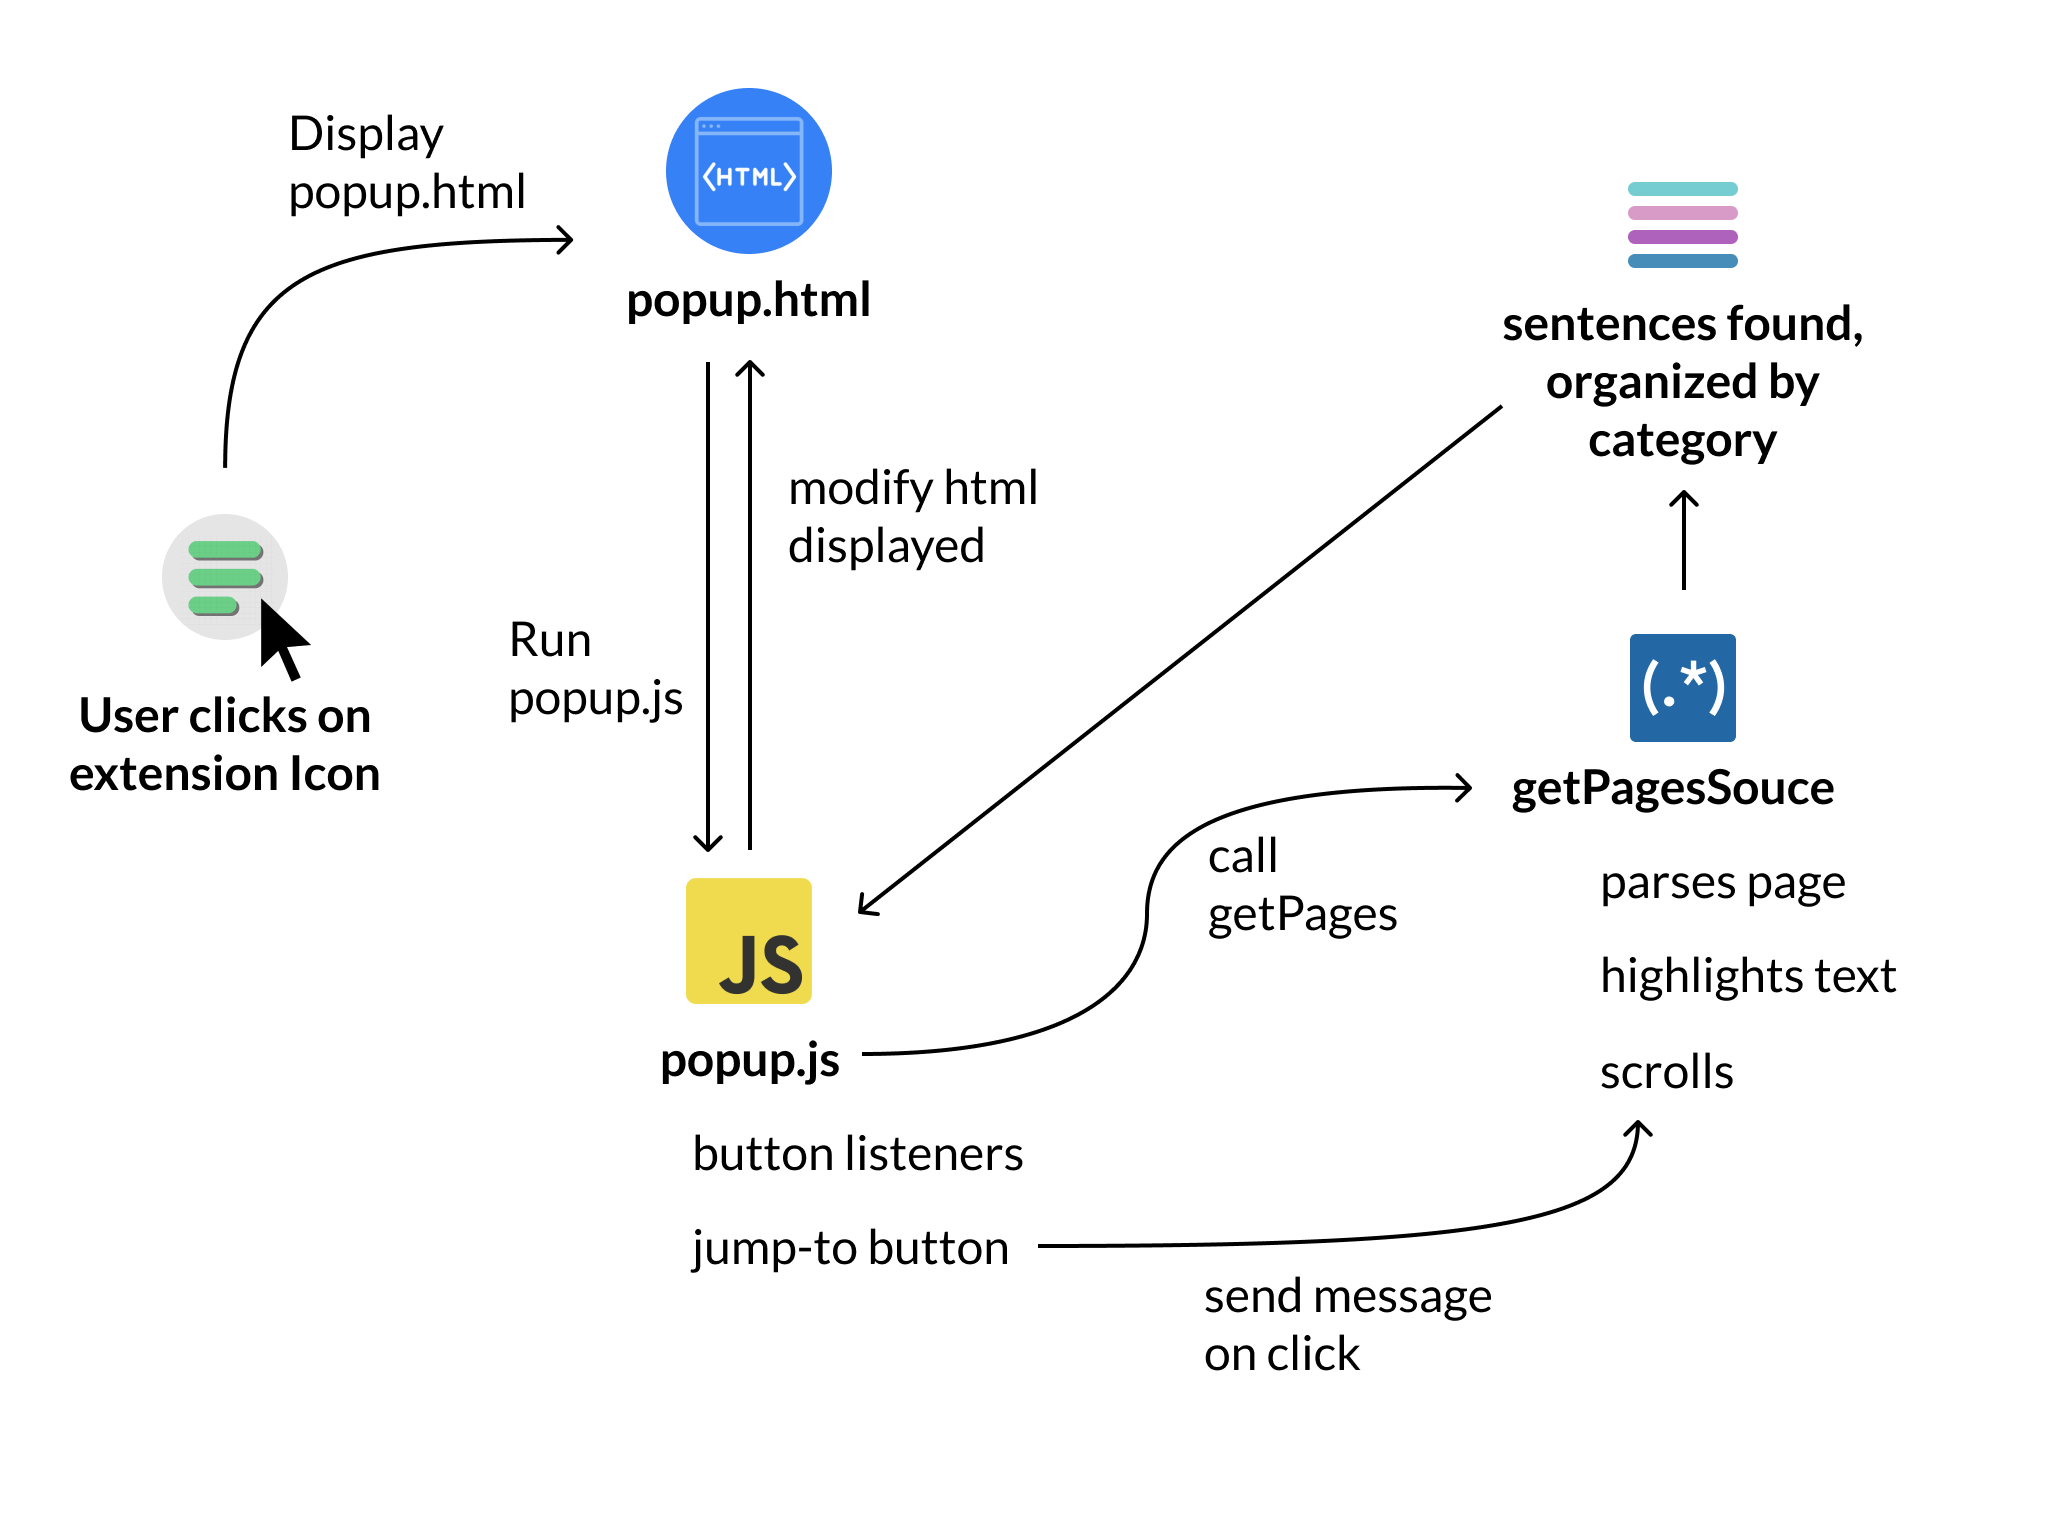 Display
popup.html
<HTML>
popup.html
sentences found,
organized by
category
modify html
displayed
Run
popup.js
User clicks on
extension Icon
(.*)
getPagesSouce
call
getPages
parses page
highlights text
scrolls
JS
popup.js
button listeners
jump-to button
send message
on click